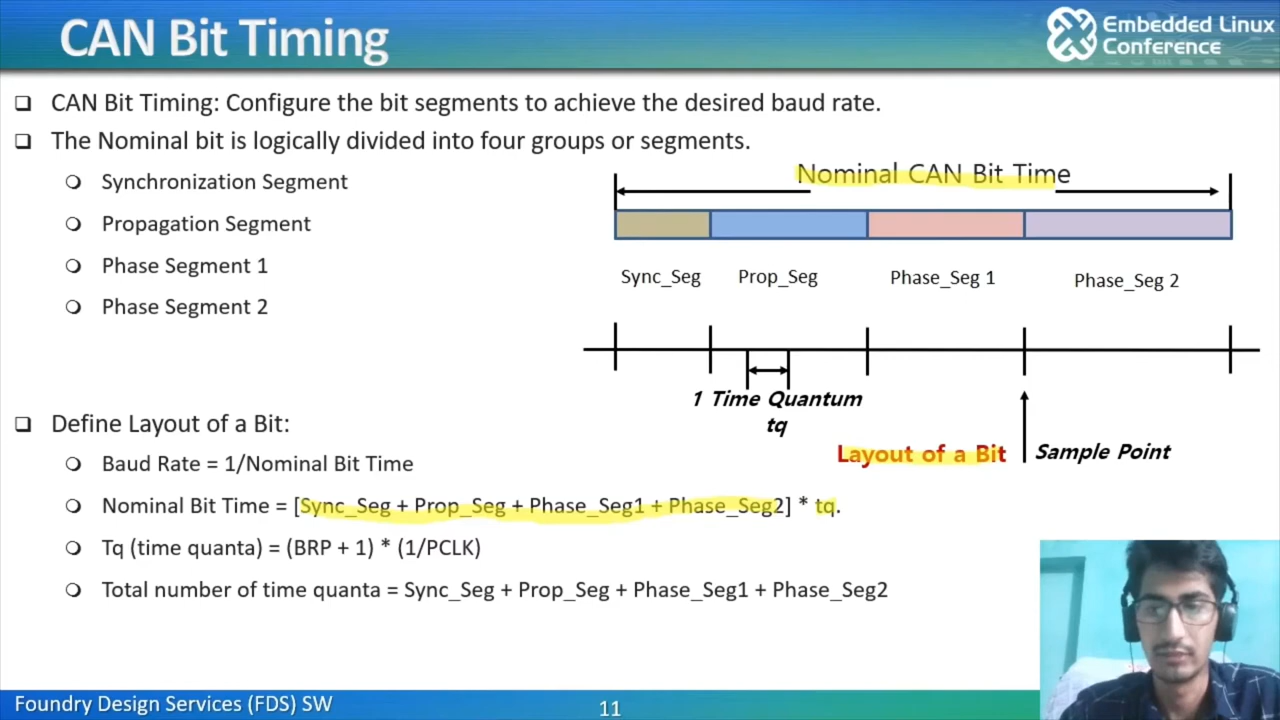 CAN Bit Timing
Embedded Linux
Conference
CAN Bit Timing: Configure the bit segments to achieve the desired baud rate.
The Nominal bit is logically divided into four groups or segments.
Synchronization Segment
Propagation Segment
Phase Segment 1
Phase Segment 2
Nominal CAN Bit Time
Sync_Seg Prop_Seg Phase_Seg 1 Phase_Seg 2
1 Time Quantum
tq
Layout of a Bit Sample Point
Define Layout of a Bit:
Baud Rate = 1/Nominal Bit Time
Nominal Bit Time = [Sync_Seg + Prop_Seg + Phase_Seg1 + Phase_Seg2] * tq.
Tq (time quanta) = (BRP + 1) * (1/PCLK)
Total number of time quanta = Sync_Seg + Prop_Seg + Phase_Seg1 + Phase_Seg2
Foundry Design Services (FDS) SW
11